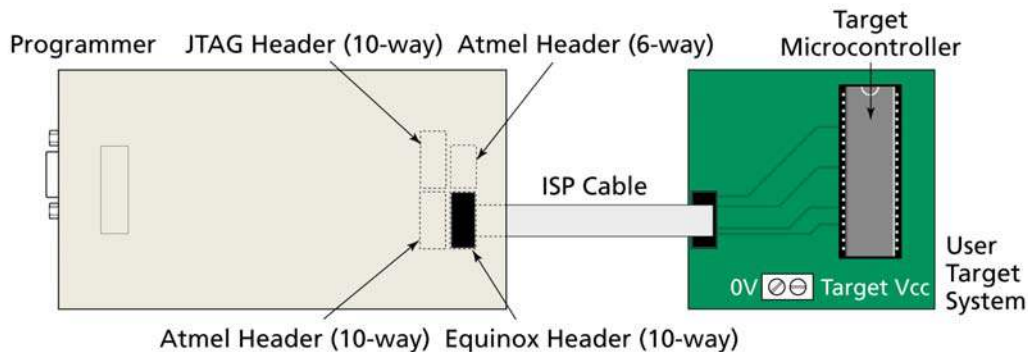 Target
Microcontroller
Programmer
JTAG Header (10-way)
Atmel Header (6-way)
ISP Cable
0V
Target Vcc
User
Target
System
Atmel Header (10-way)
Equinox Header (10-way)